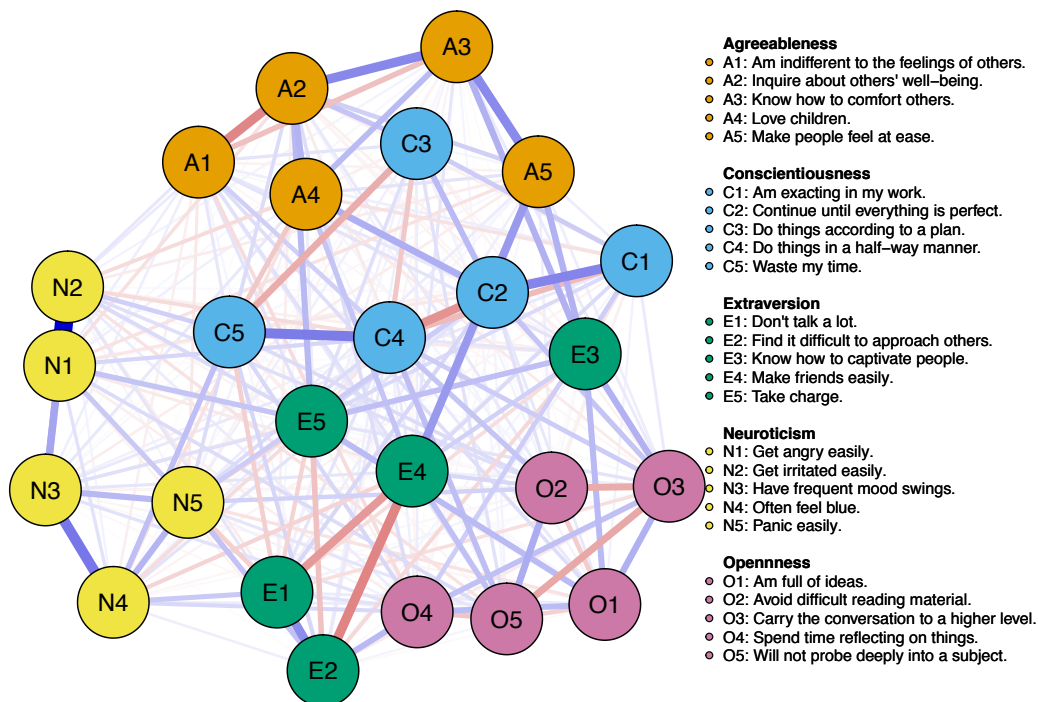 A3
A2
C3
A1
A4
A5
C1
N2
C2
C5
C4
E3
N1
E5
E4
N3
N5
O2
O3
N4
E1
O4
O5
O1
E2
Agreeableness
A1: Am indifferent to the feelings of others.
A2: Inquire about others' well−being.
A3: Know how to comfort others.
A4: Love children.
A5: Make people feel at ease.
Conscientiousness
C1: Am exacting in my work.
C2: Continue until everything is perfect.
C3: Do things according to a plan.
C4: Do things in a half−way manner.
C5: Waste my time.
Extraversion
E1: Don't talk a lot.
E2: Find it difficult to approach others.
E3: Know how to captivate people.
E4: Make friends easily.
E5: Take charge.
Neuroticism
N1: Get angry easily.
N2: Get irritated easily.
N3: Have frequent mood swings.
N4: Often feel blue.
N5: Panic easily.
Opennness
O1: Am full of ideas.
O2: Avoid difficult reading material.
O3: Carry the conversation to a higher level.
O4: Spend time reflecting on things.
O5: Will not probe deeply into a subject.